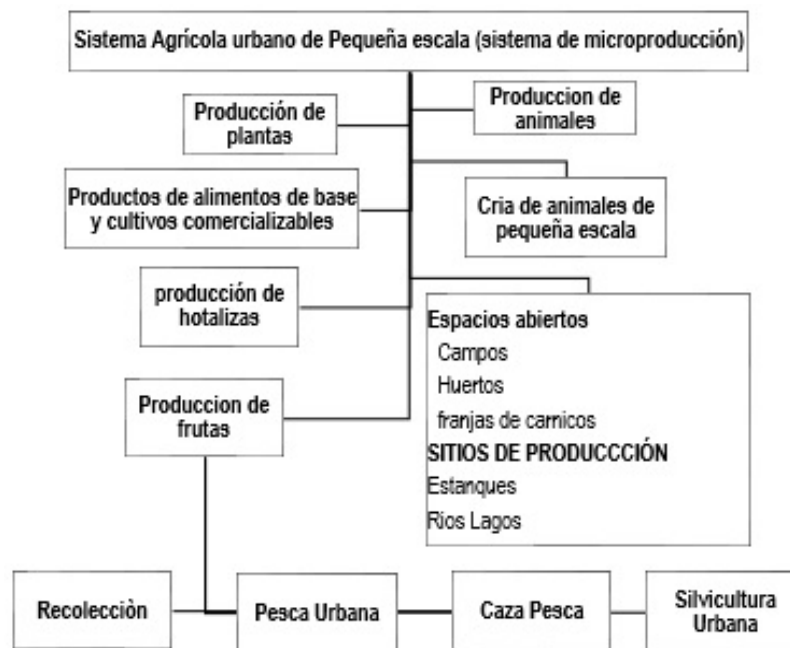 Sistema Agrícola urbano de Pequeña escala (sistema de microproducción)
Producción de
plantas
Produccion de
animales
Productos de alimentos de base
y cultivos comercializables
Cria de animales de
pequeña escala
producción de
hotalizas
Espacios abiertos
Campos
Huertos
franjas de carnicos
SITIOS DE PRODUCCCIÓN
Estanques
Rios Lagos
Produccion de
frutas
Recolecciòn
Pesca Urbana
Caza Pesca
Silvicultura
Urbana